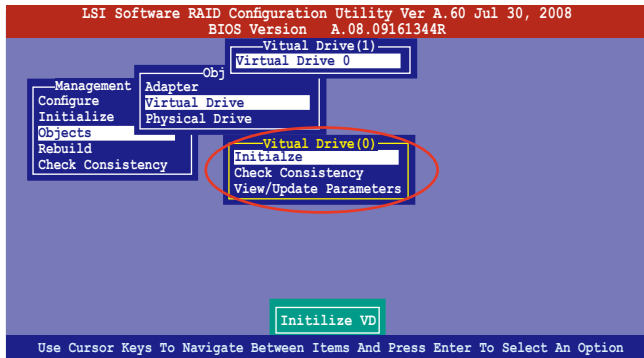 LSI Software RAID Configuration Utility Ver A.60 Jul 30, 2008
BIOS Version   A.08.09161344R
Vitual Drive(1)
Virtual Drive 0
Obj
Adapter
Virtual Drive
Physical Drive
Management
Configure
Initialize
Objects
Rebuild
Check Consistency
Vitual Drive(0)
Initialze
Check Consistency
View/Update Parameters
Initilize VD
Use Cursor Keys To Navigate Between Items And Press Enter To Select An Option